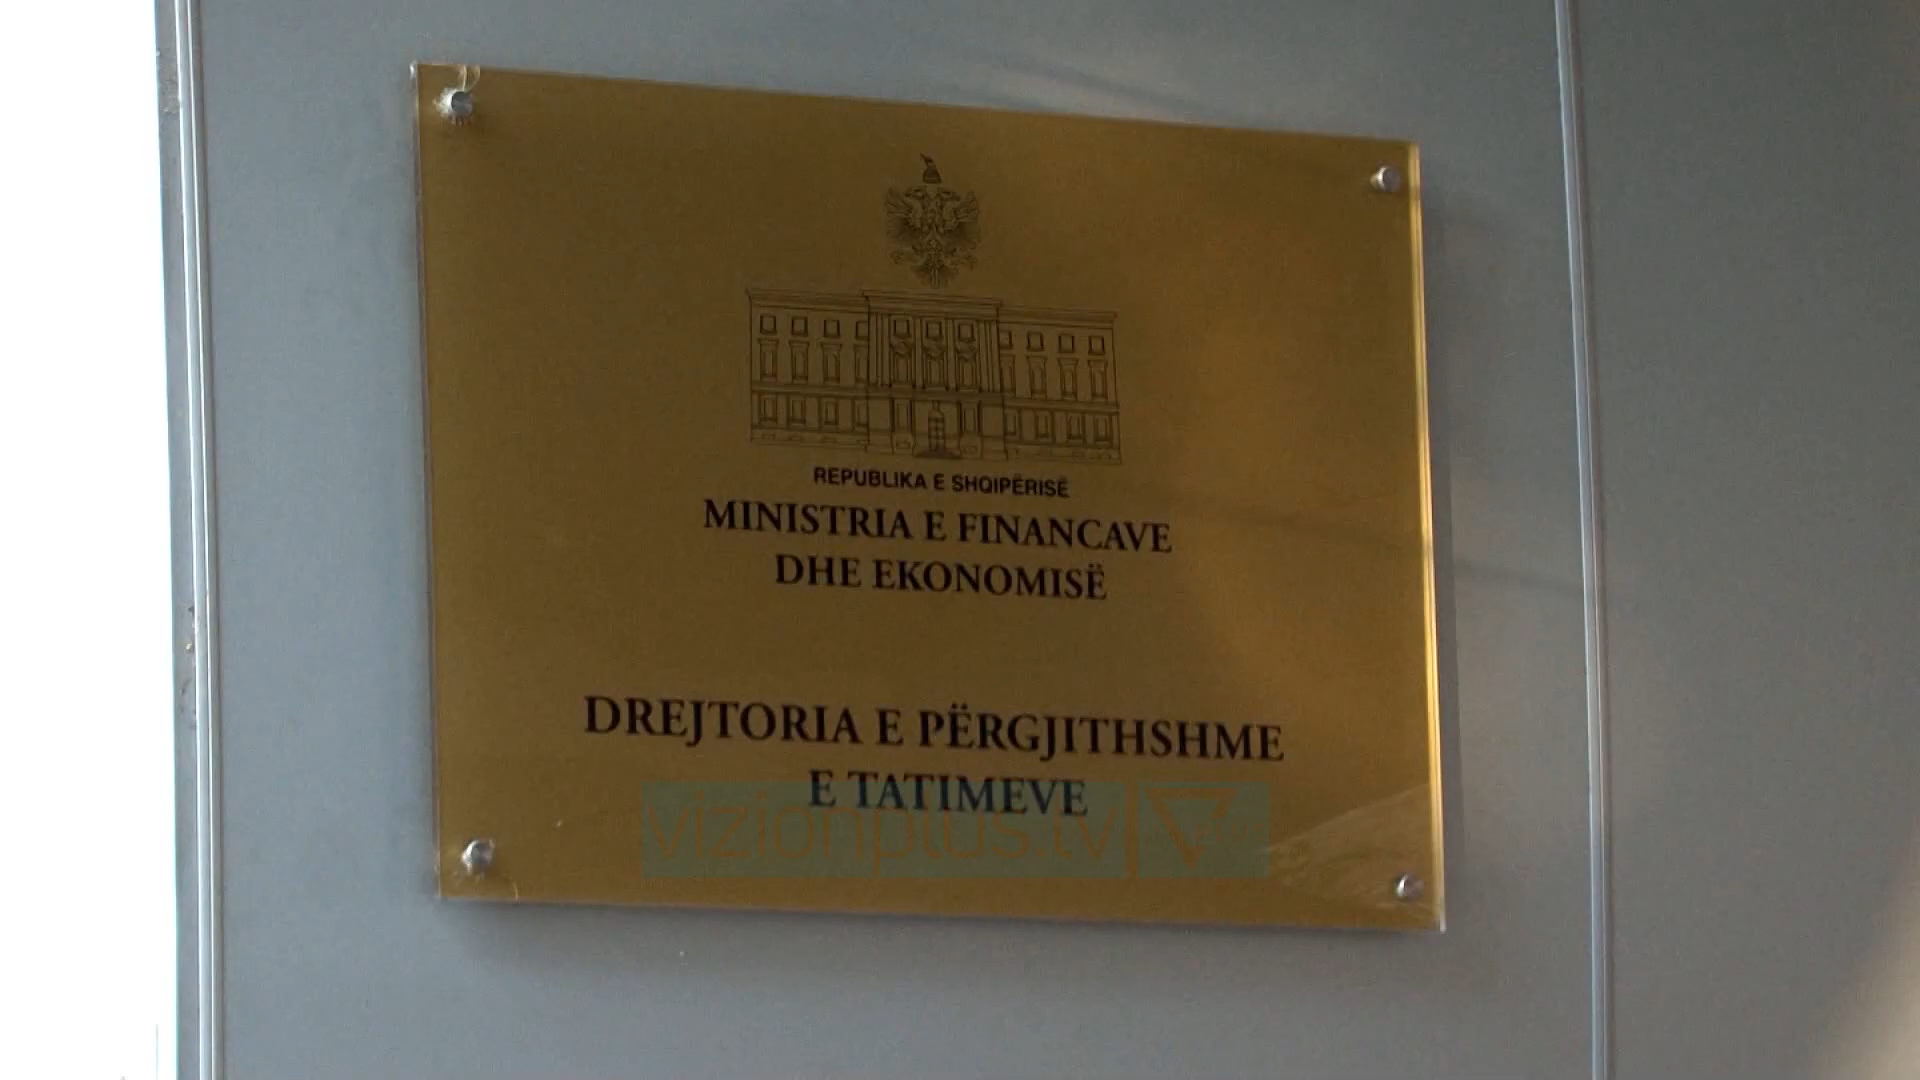 REPUBLIKA E SHQIPËRISË
MINISTRIA E FINANCAVE
DHE EKONOMISË
DREJTORIA E PËRGJITHSHME
E TATIMEVE
vizionplus.tv